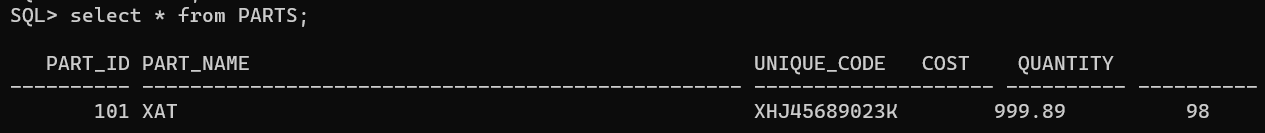 SQL> select * from PARTS;
PART_ID PART_NAME UNIQUE_CODE COST QUANTITY
---------- -------------------------------------------------- -------------------- ---------- ----------
101 XAT XHJ45689023K 999.89 98